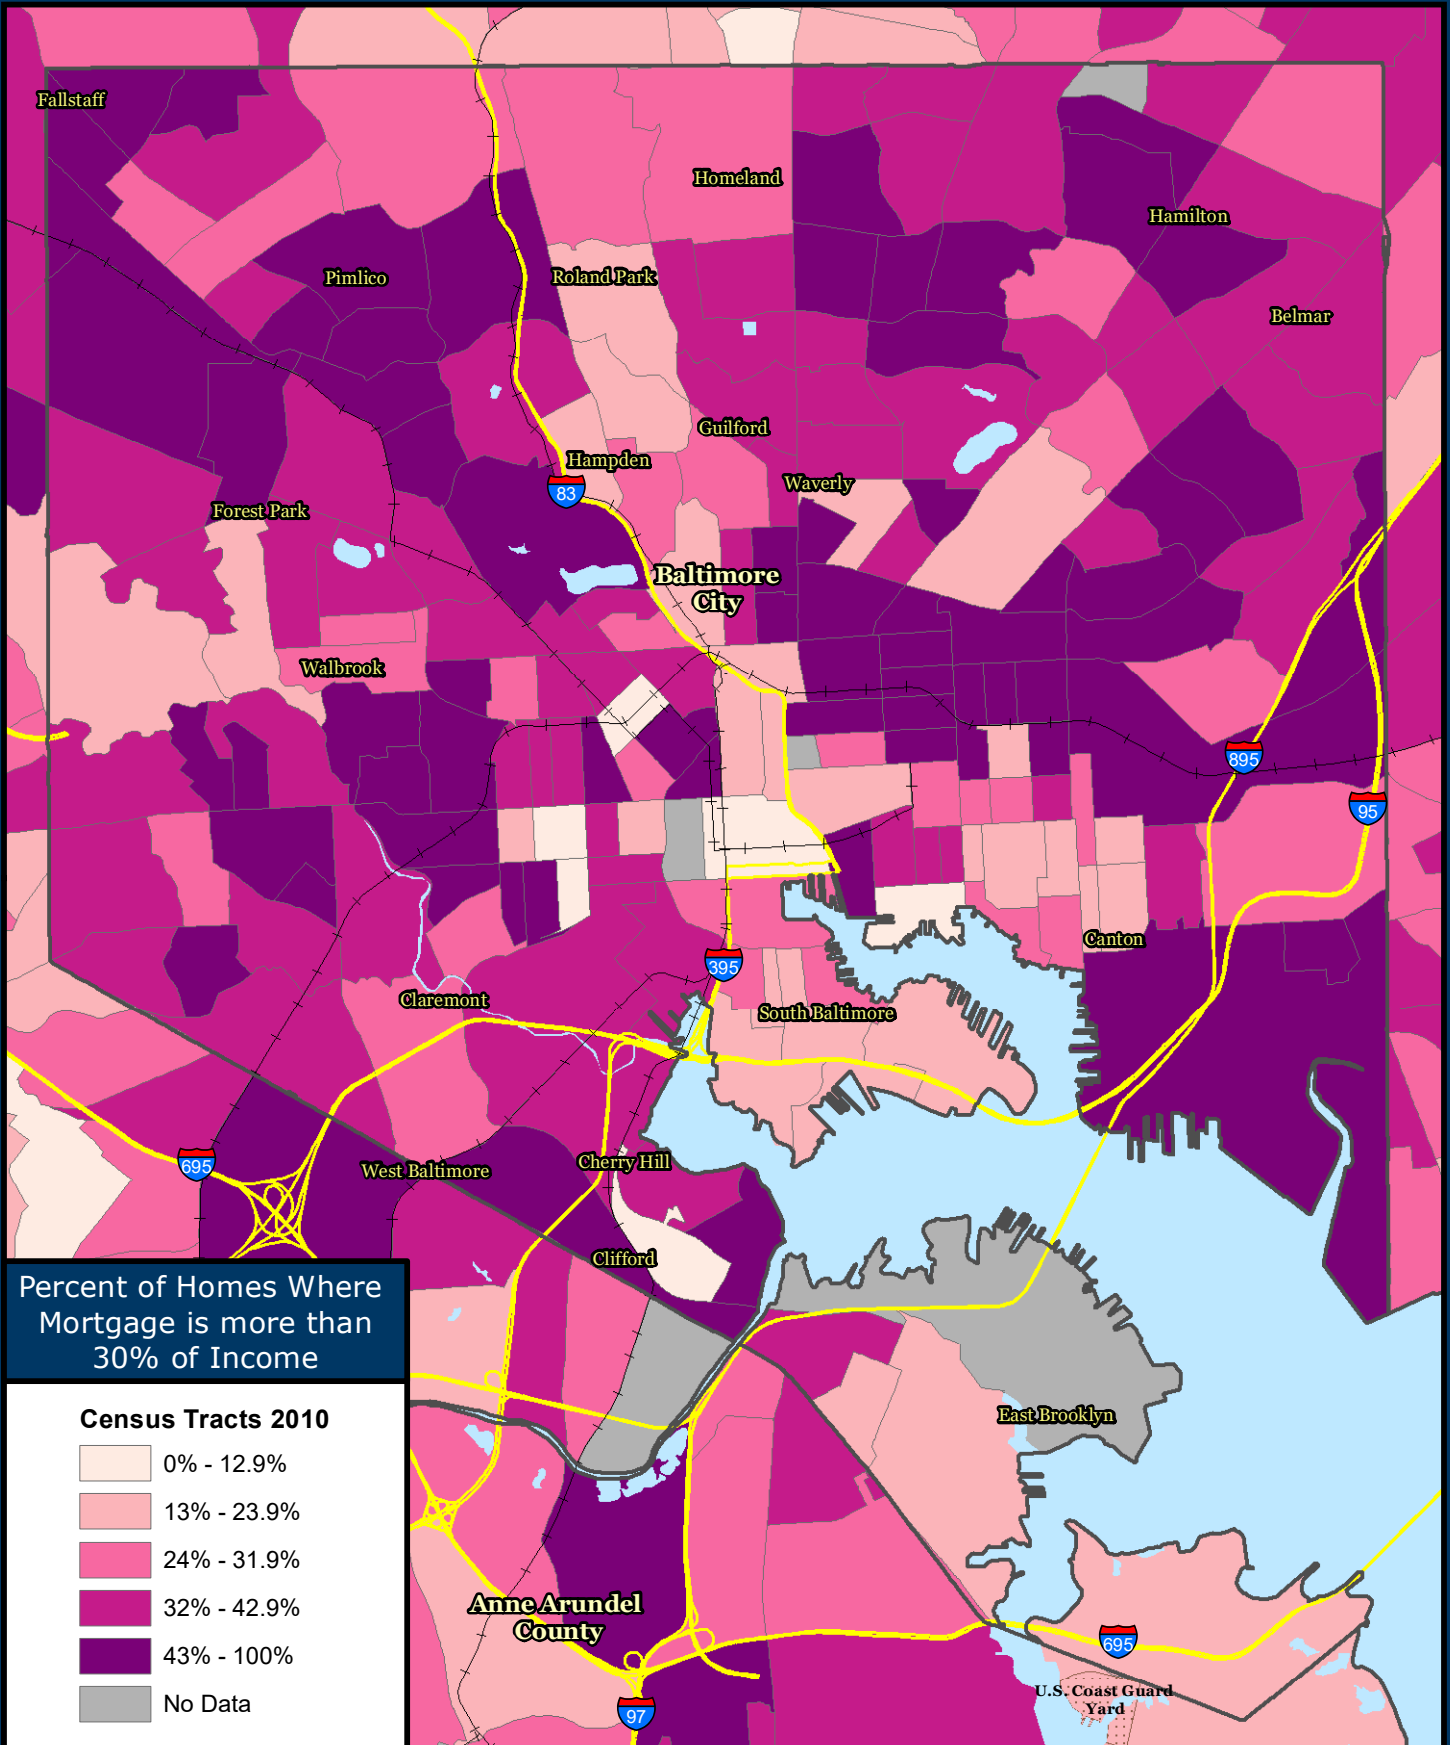 Fallstaff
Homeland
Hamilton
Pimlico
Roland Park
Belmar
Guilford
Hampden
Waverly
83
Forest Park
Baltimore
City
Walbrook
895
95
Canton
395
Claremont
South Baltimore
695
West Baltimore
Cherry Hill
Clifford
East Brooklyn
Percent of Homes Where
Mortgage is more than
30% of Income
Census Tracts 2010
0% - 12.9%
13% - 23.9%
24% - 31.9%
32% - 42.9%
43% - 100%
No Data
Anne Arundel
County
695
U.S. Coast Guard
Yard
97